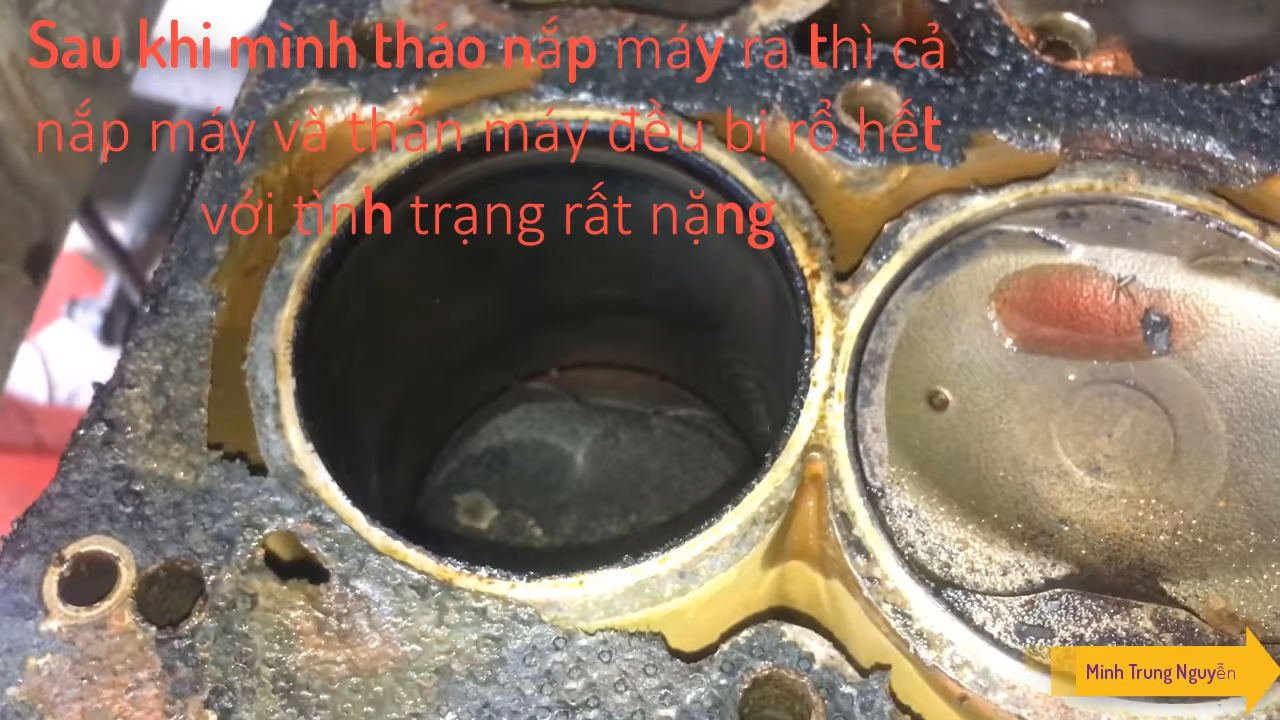 Sau khi mình tháo nắp máy ra thì cả
nắp máy và thân máy đều bị rổ hết
với tình trạng rất nặng
Minh Trung Nguyễn